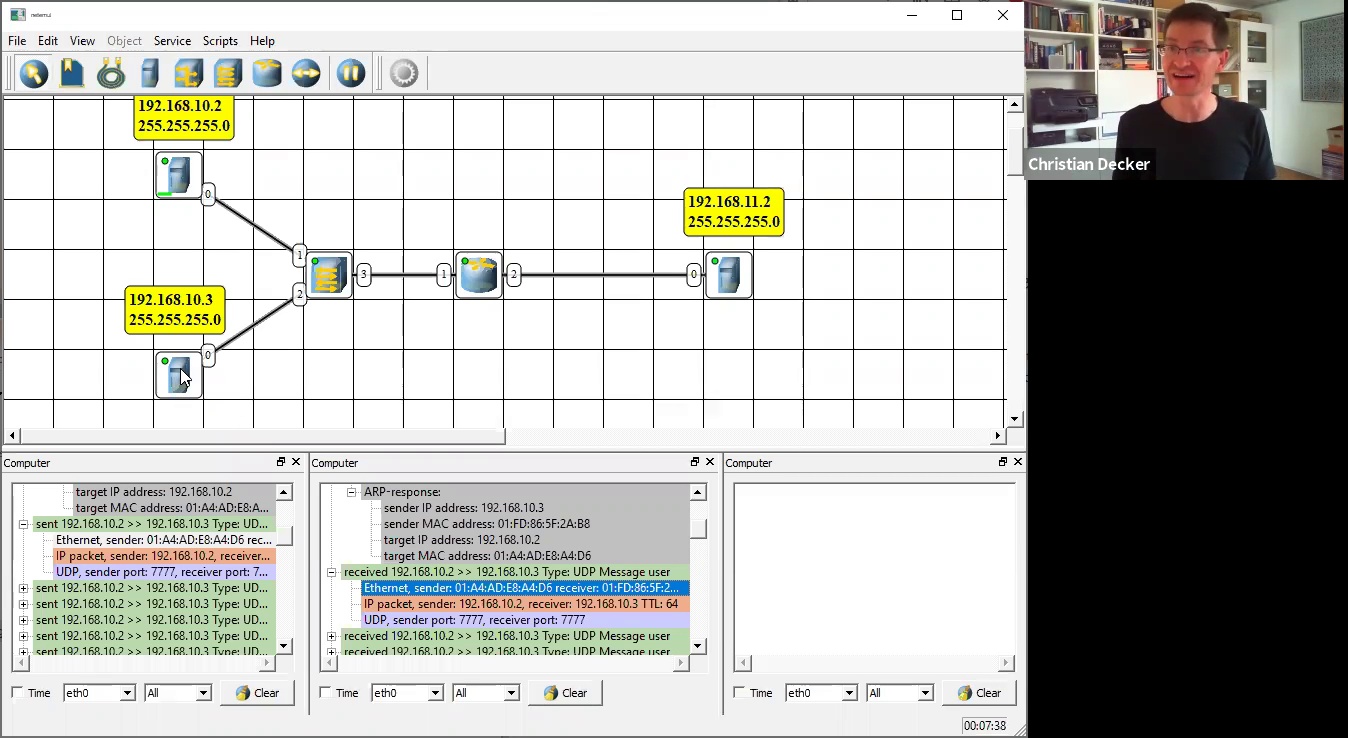 netemul
File Edit View Object Service Scripts Help
Christian Decker
192.168.10.2
255.255.255.0
0
192.168.11.2
255.255.255.0
1
3
1
2
0
2
192.168.10.3
255.255.255.0
0
Computer
target IP address: 192.168.10.2
target MAC address: 01:A4:AD:E8:A...
sent 192.168.10.2 >> 192.168.10.3 Type: UD...
Ethernet, sender: 01:A4:AD:E8:A4:D6 rec...
IP packet, sender: 192.168.10.2, receiver...
UDP, sender port: 7777, receiver port: 7...
sent 192.168.10.2 >> 192.168.10.3 Type: UD...
sent 192.168.10.2 >> 192.168.10.3 Type: UD...
sent 192.168.10.2 >> 192.168.10.3 Type: UD...
sent 192.168.10.2 >> 192.168.10.3 Type: UD...
sent 192.168.10.2 >> 192.168.10.3 Type: UD...
Time eth0 All Clear
Computer
ARP-response:
sender IP address: 192.168.10.3
sender MAC address: 01:FD:86:5F:2A:B8
target IP address: 192.168.10.2
target MAC address: 01:A4:AD:E8:A4:D6
received 192.168.10.2 >> 192.168.10.3 Type: UDP Message user
Ethernet, sender: 01:A4:AD:E8:A4:D6 receiver: 01:FD:86:5F:2...
IP packet, sender: 192.168.10.2, receiver: 192.168.10.3 TTL: 64
UDP, sender port: 7777, receiver port: 7777
received 192.168.10.2 >> 192.168.10.3 Type: UDP Message user
received 192.168.10.2 >> 192.168.10.3 Type: UDP Message user
Time eth0 All Clear
Computer
Time eth0 All Clear
00:07:38